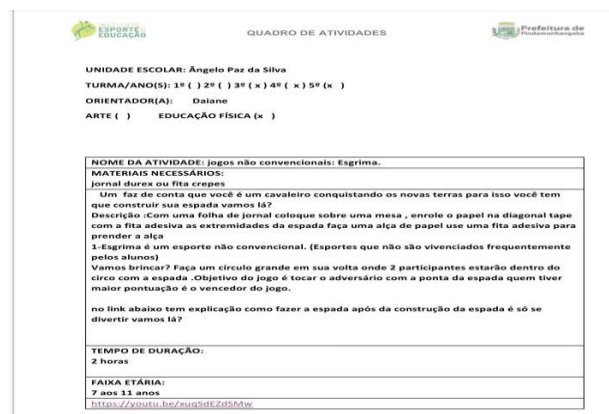 INSTITUTO
ESPORTE
EDUCAÇÃO
QUADRO DE ATIVIDADES
Prefeitura de
Pindamonhangaba
UNIDADE ESCOLAR: Ângelo Paz da Silva
TURMA/ANO(S): 1º ( ) 2º ( ) 3º ( x ) 4º ( x ) 5º (x )
ORIENTADOR(A): Daiane
ARTE ( ) EDUCAÇÃO FÍSICA (x )
NOME DA ATIVIDADE: jogos não convencionais: Esgrima.
MATERIAIS NECESSÁRIOS:
jornal durex ou fita crepes
Um faz de conta que você é um cavaleiro conquistando os novas terras para isso você tem
que construir sua espada vamos lá?
Descrição :Com uma folha de jornal coloque sobre uma mesa , enrole o papel na diagonal tape
com a fita adesiva as extremidades da espada faça uma alça de papel use uma fita adesiva para
prender a alça
1-Esgrima é um esporte não convencional. (Esportes que não são vivenciados frequentemente
pelos alunos)
Vamos brincar? Faça um círculo grande em sua volta onde 2 participantes estarão dentro do
circo com a espada .Objetivo do jogo é tocar o adversário com a ponta da espada quem tiver
maior pontuação é o vencedor do jogo.
no link abaixo tem explicação como fazer a espada após da construção da espada é só se
divertir vamos lá?
TEMPO DE DURAÇÃO:
2 horas
FAIXA ETÁRIA:
7 aos 11 anos
https://youtu.be/xuqSdEZdSMw